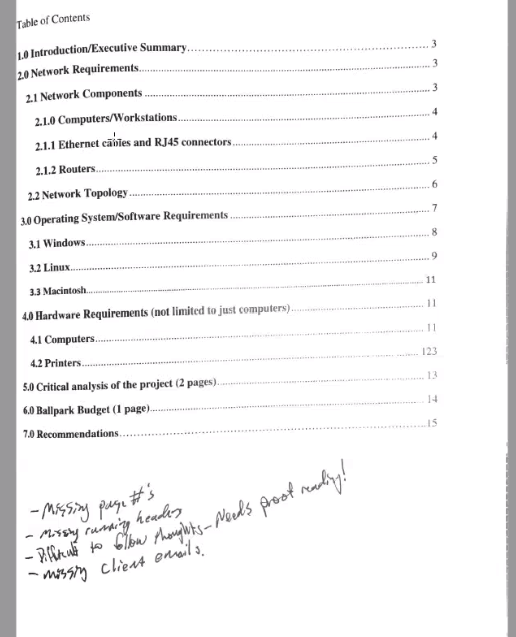 Table of Contents
1.0 Introduction/Executive Summary.......... 3
2.0 Network Requirements.......... 3
2.1 Network Components .......... 3
2.1.0 Computers/Workstations.......... 4
2.1.1 Ethernet cables and RJ45 connectors.......... 4
2.1.2 Routers.......... 5
2.2 Network Topology.......... 6
3.0 Operating System/Software Requirements .......... 7
3.1 Windows.......... 8
3.2 Linux.......... 9
3.3 Macintosh.......... 11
4.0 Hardware Requirements (not limited to just computers).......... 11
4.1 Computers.......... 11
4.2 Printers.......... 123
5.0 Critical analysis of the project (2 pages).......... 13
6.0 Ballpark Budget (1 page).......... 14
7.0 Recommendations.......... 15
- Missing page #'s
- Missing running headers
- Difficult to follow thoughts - Needs proof reading!
- Missing client emails.